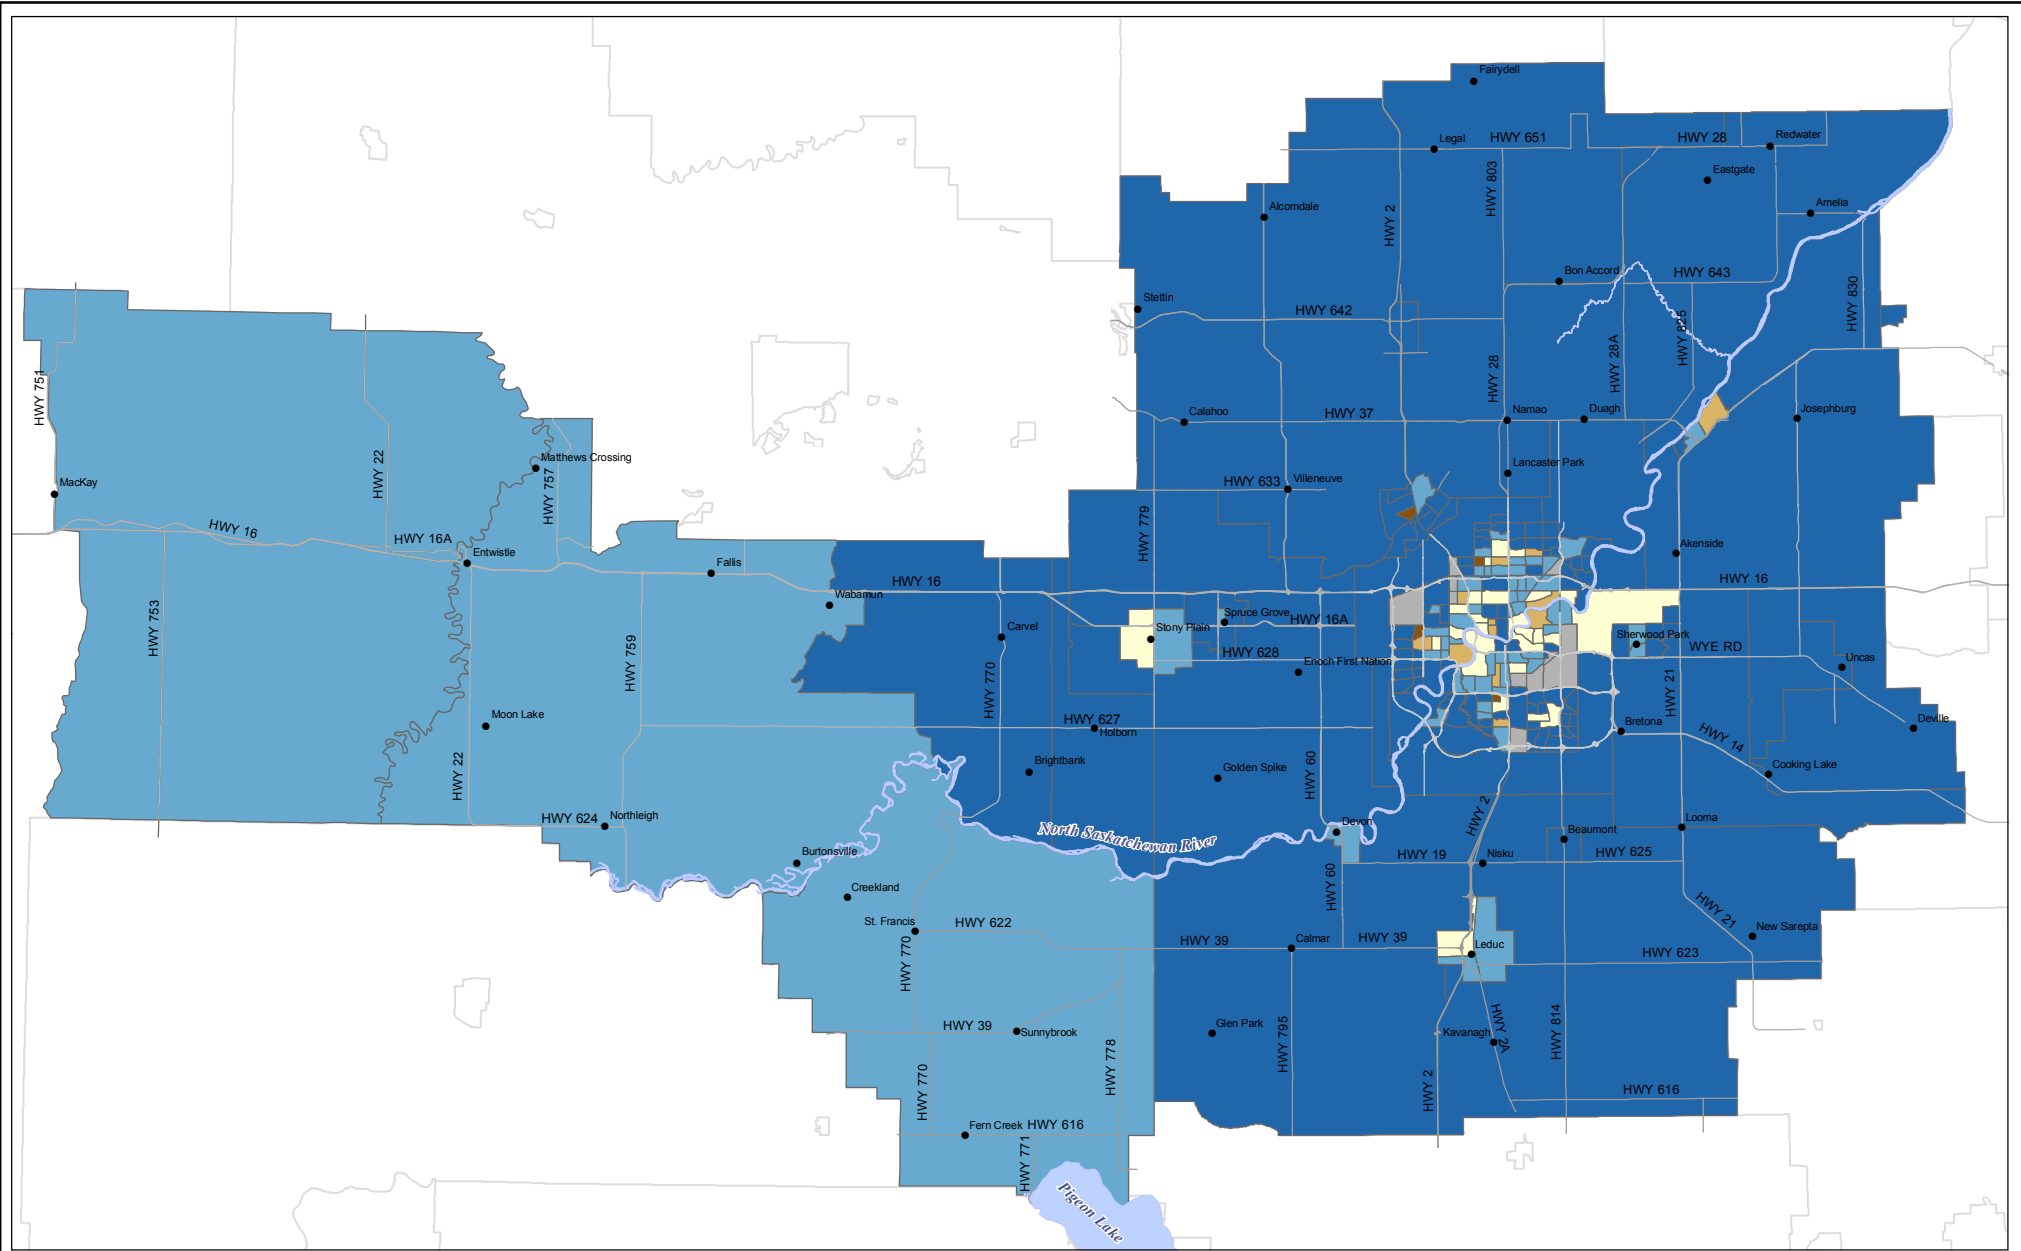 Fairydell
Legal
HWY 651
HWY 28
Redwater
Eastgate
HWY 803
Alcomdale
HWY 2
Amelia
Bon Accord
HWY 643
Stettin
HWY 642
HWY 830
HWY 825
HWY 28A
HWY 28
HWY 751
Calahoo
HWY 37
Namao
Duagh
Josephburg
Matthews Crossing
HWY 22
HWY 757
MacKay
Lancaster Park
HWY 633
Villeneuve
HWY 779
HWY 16
HWY 16A
Entwistle
Fallis
Akenside
HWY 16
HWY 16
Wabamun
HWY 753
HWY 759
Carvel
Stony Plain
Spruce Grove
HWY 16A
HWY 628
Enoch First Nation
Sherwood Park
WYE RD
Uncas
HWY 770
HWY 21
Moon Lake
HWY 627
Holborn
Bretona
HWY 14
Deville
HWY 22
Brightbank
Golden Spike
HWY 60
Cooking Lake
HWY 624
Northleigh
North Saskatchewan River
Devon
HWY 2
Beaumont
Looma
Burtonsville
HWY 19
Nisku
HWY 625
Creekland
HWY 60
St. Francis
HWY 622
HWY 21
New Sarepta
HWY 39
Calmar
HWY 39
Leduc
HWY 623
HWY 770
HWY 39
Sunnybrook
Glen Park
HWY 795
Kavanagh
HWY 2A
HWY 814
HWY 778
HWY 770
HWY 2
HWY 616
Fern Creek
HWY 616
HWY 771
Pigeon Lake